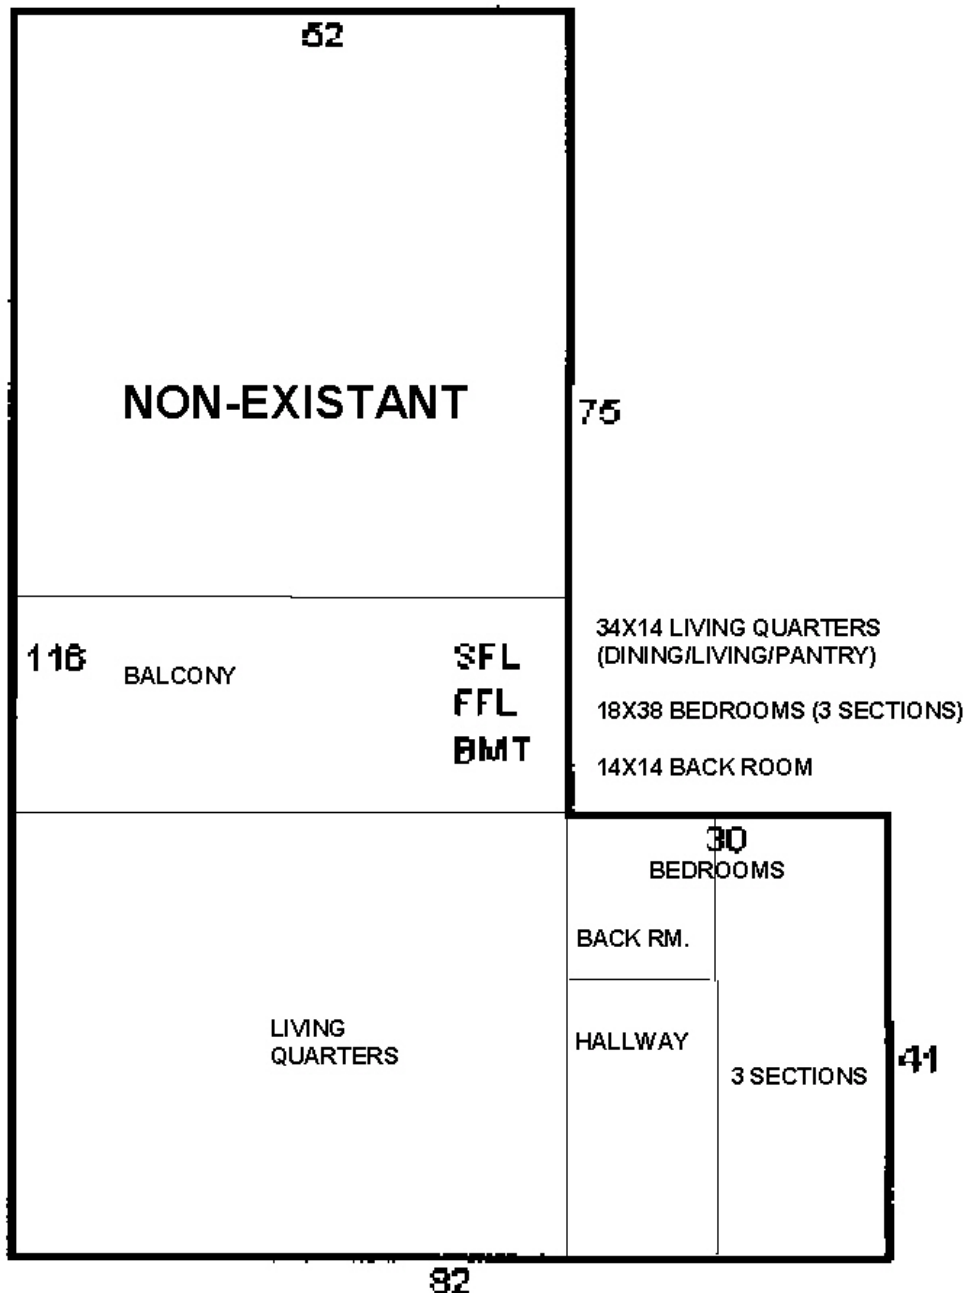 52
NON-EXISTANT
75
116
BALCONY
SFL
FFL
BMT
34X14 LIVING QUARTERS
(DINING/LIVING/PANTRY)
18X38 BEDROOMS (3 SECTIONS)
14X14 BACK ROOM
30
BEDROOMS
BACK RM.
LIVING
QUARTERS
HALLWAY
3 SECTIONS
41
82